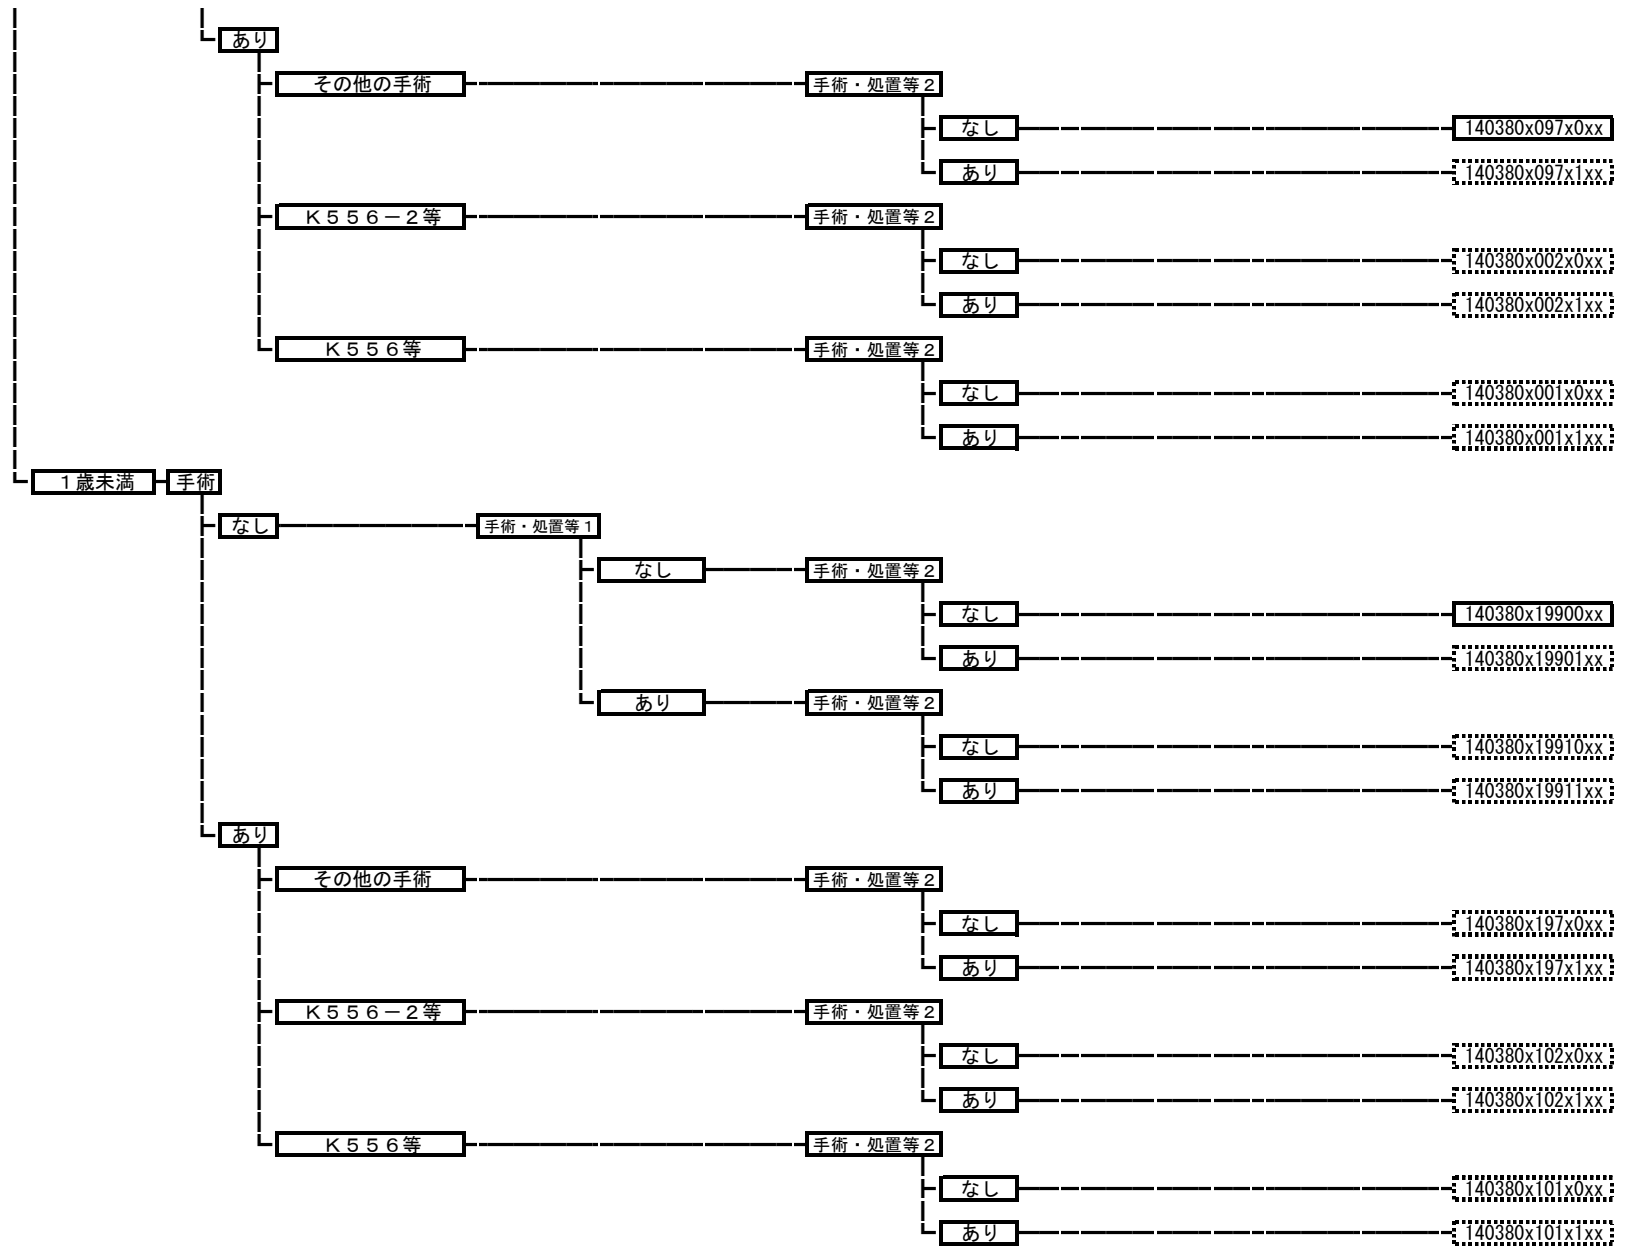 あり
その他の手術 手術・処置等2
なし 140380x097x0xx
あり 140380x097x1xx
K556-2等 手術・処置等2
なし 140380x002x0xx
あり 140380x002x1xx
K556等 手術・処置等2
なし 140380x001x0xx
あり 140380x001x1xx
1歳未満 手術
なし 手術・処置等1
なし 手術・処置等2
なし 140380x19900xx
あり 140380x19901xx
あり 手術・処置等2
なし 140380x19910xx
あり 140380x19911xx
あり
その他の手術 手術・処置等2
なし 140380x197x0xx
あり 140380x197x1xx
K556-2等 手術・処置等2
なし 140380x102x0xx
あり 140380x102x1xx
K556等 手術・処置等2
なし 140380x101x0xx
あり 140380x101x1xx